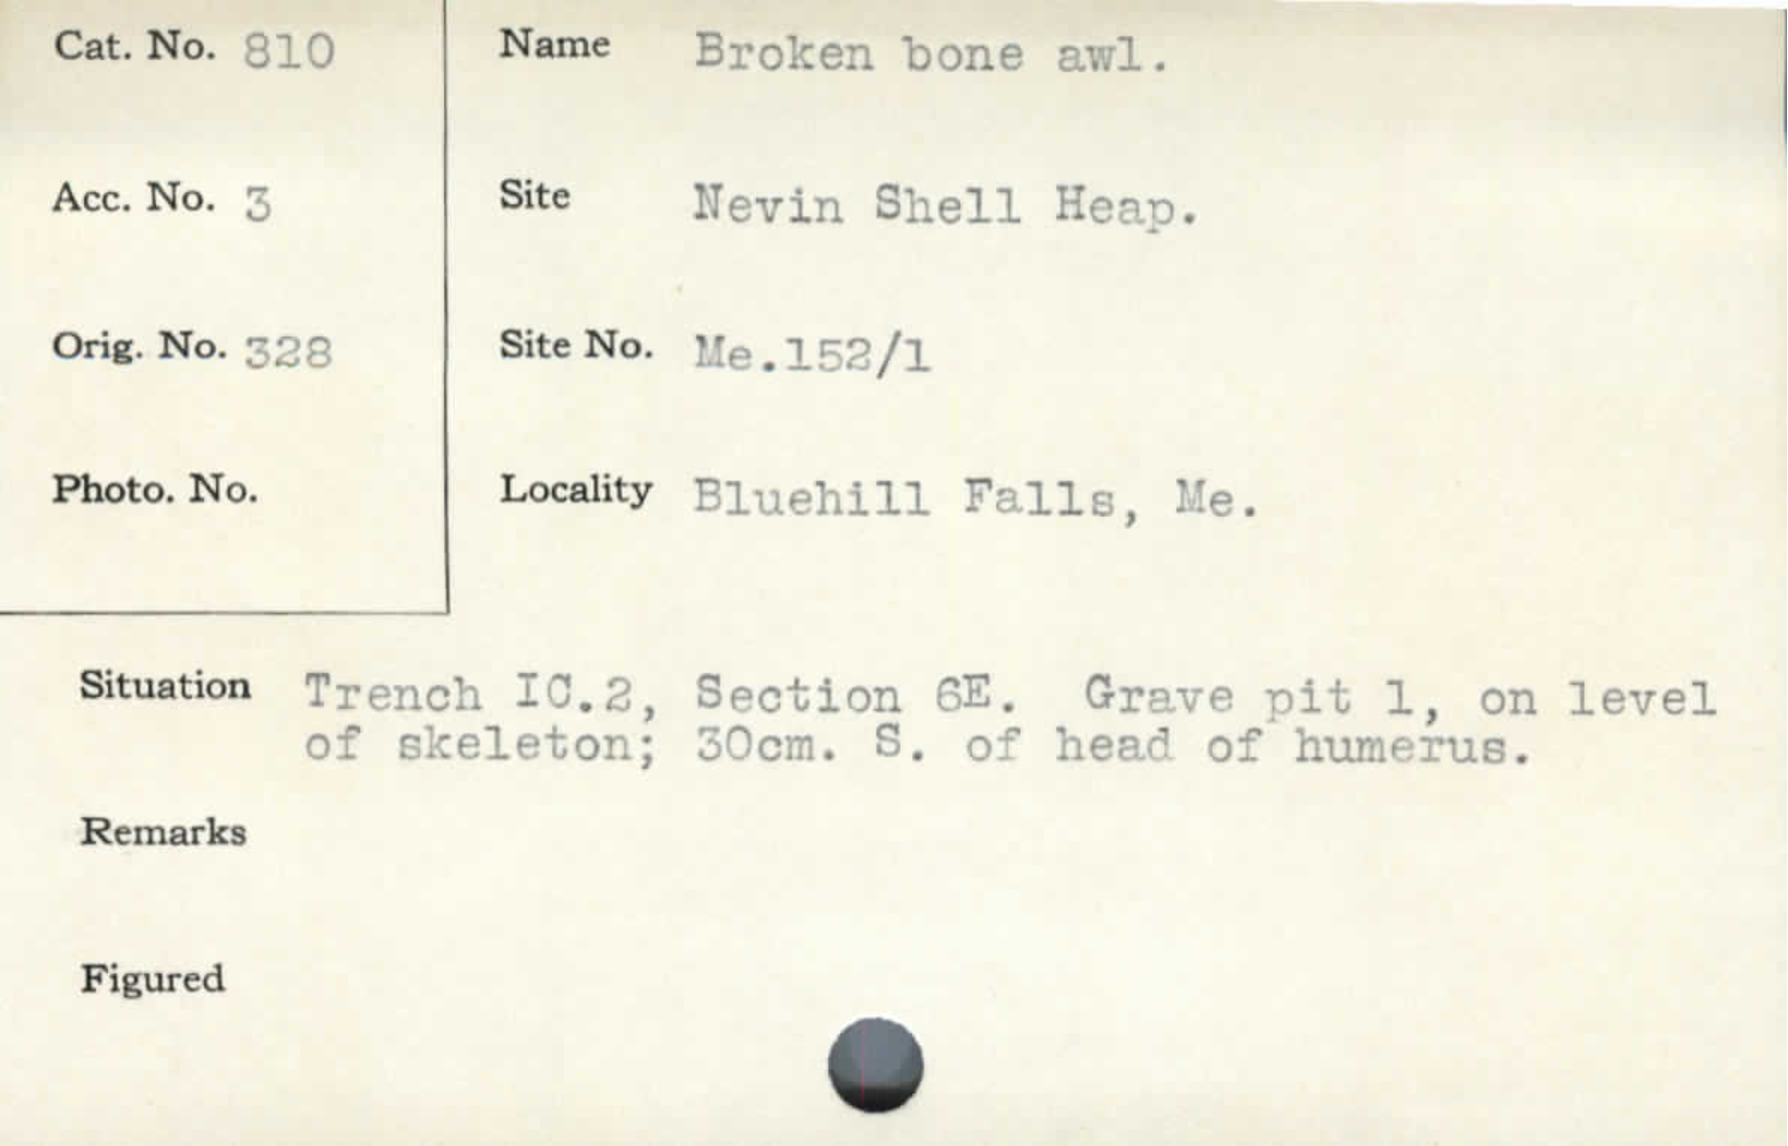 Cat. No. 810
Name Broken bone awl.
Acc. No. 3
Site Nevin Shell Heap.
Orig. No. 328
Site No. Me.152/1
Photo. No.
Locality Bluehill Falls, Me.
Situation Trench IC.2, Section 6E. Grave pit 1, on level
of skeleton; 30cm. S. of head of humerus.
Remarks
Figured